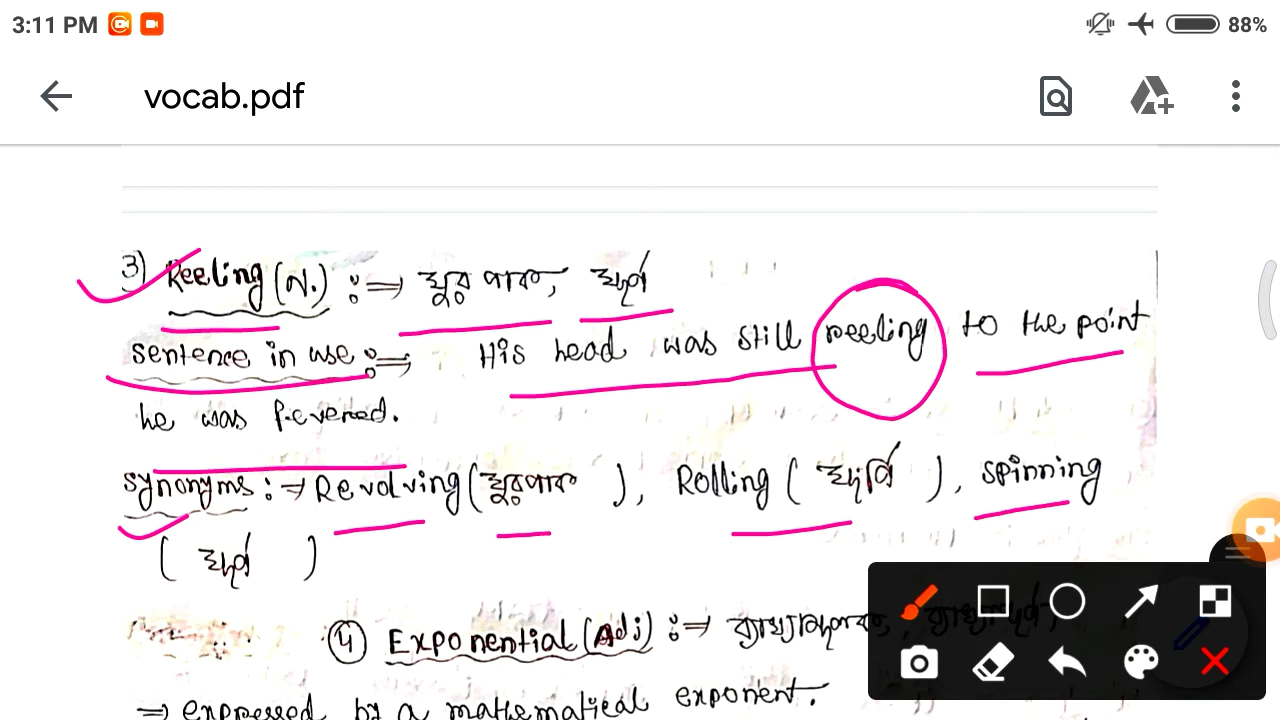 3:11 PM 88%
vocab.pdf
3) Reeling (N.) :⇒ ঘুর পাক, ঘূর্ণ
sentence in use :⇒ His head was still reeling to the point
he was fevered.
synonyms :→ Revolving (ঘুরপাক ), Rolling ( ঘূর্ণি ), spinning
( ঘূর্ণ )
④ Exponential (Adj) :⇒
⇒ expressed by a mathematical exponent.